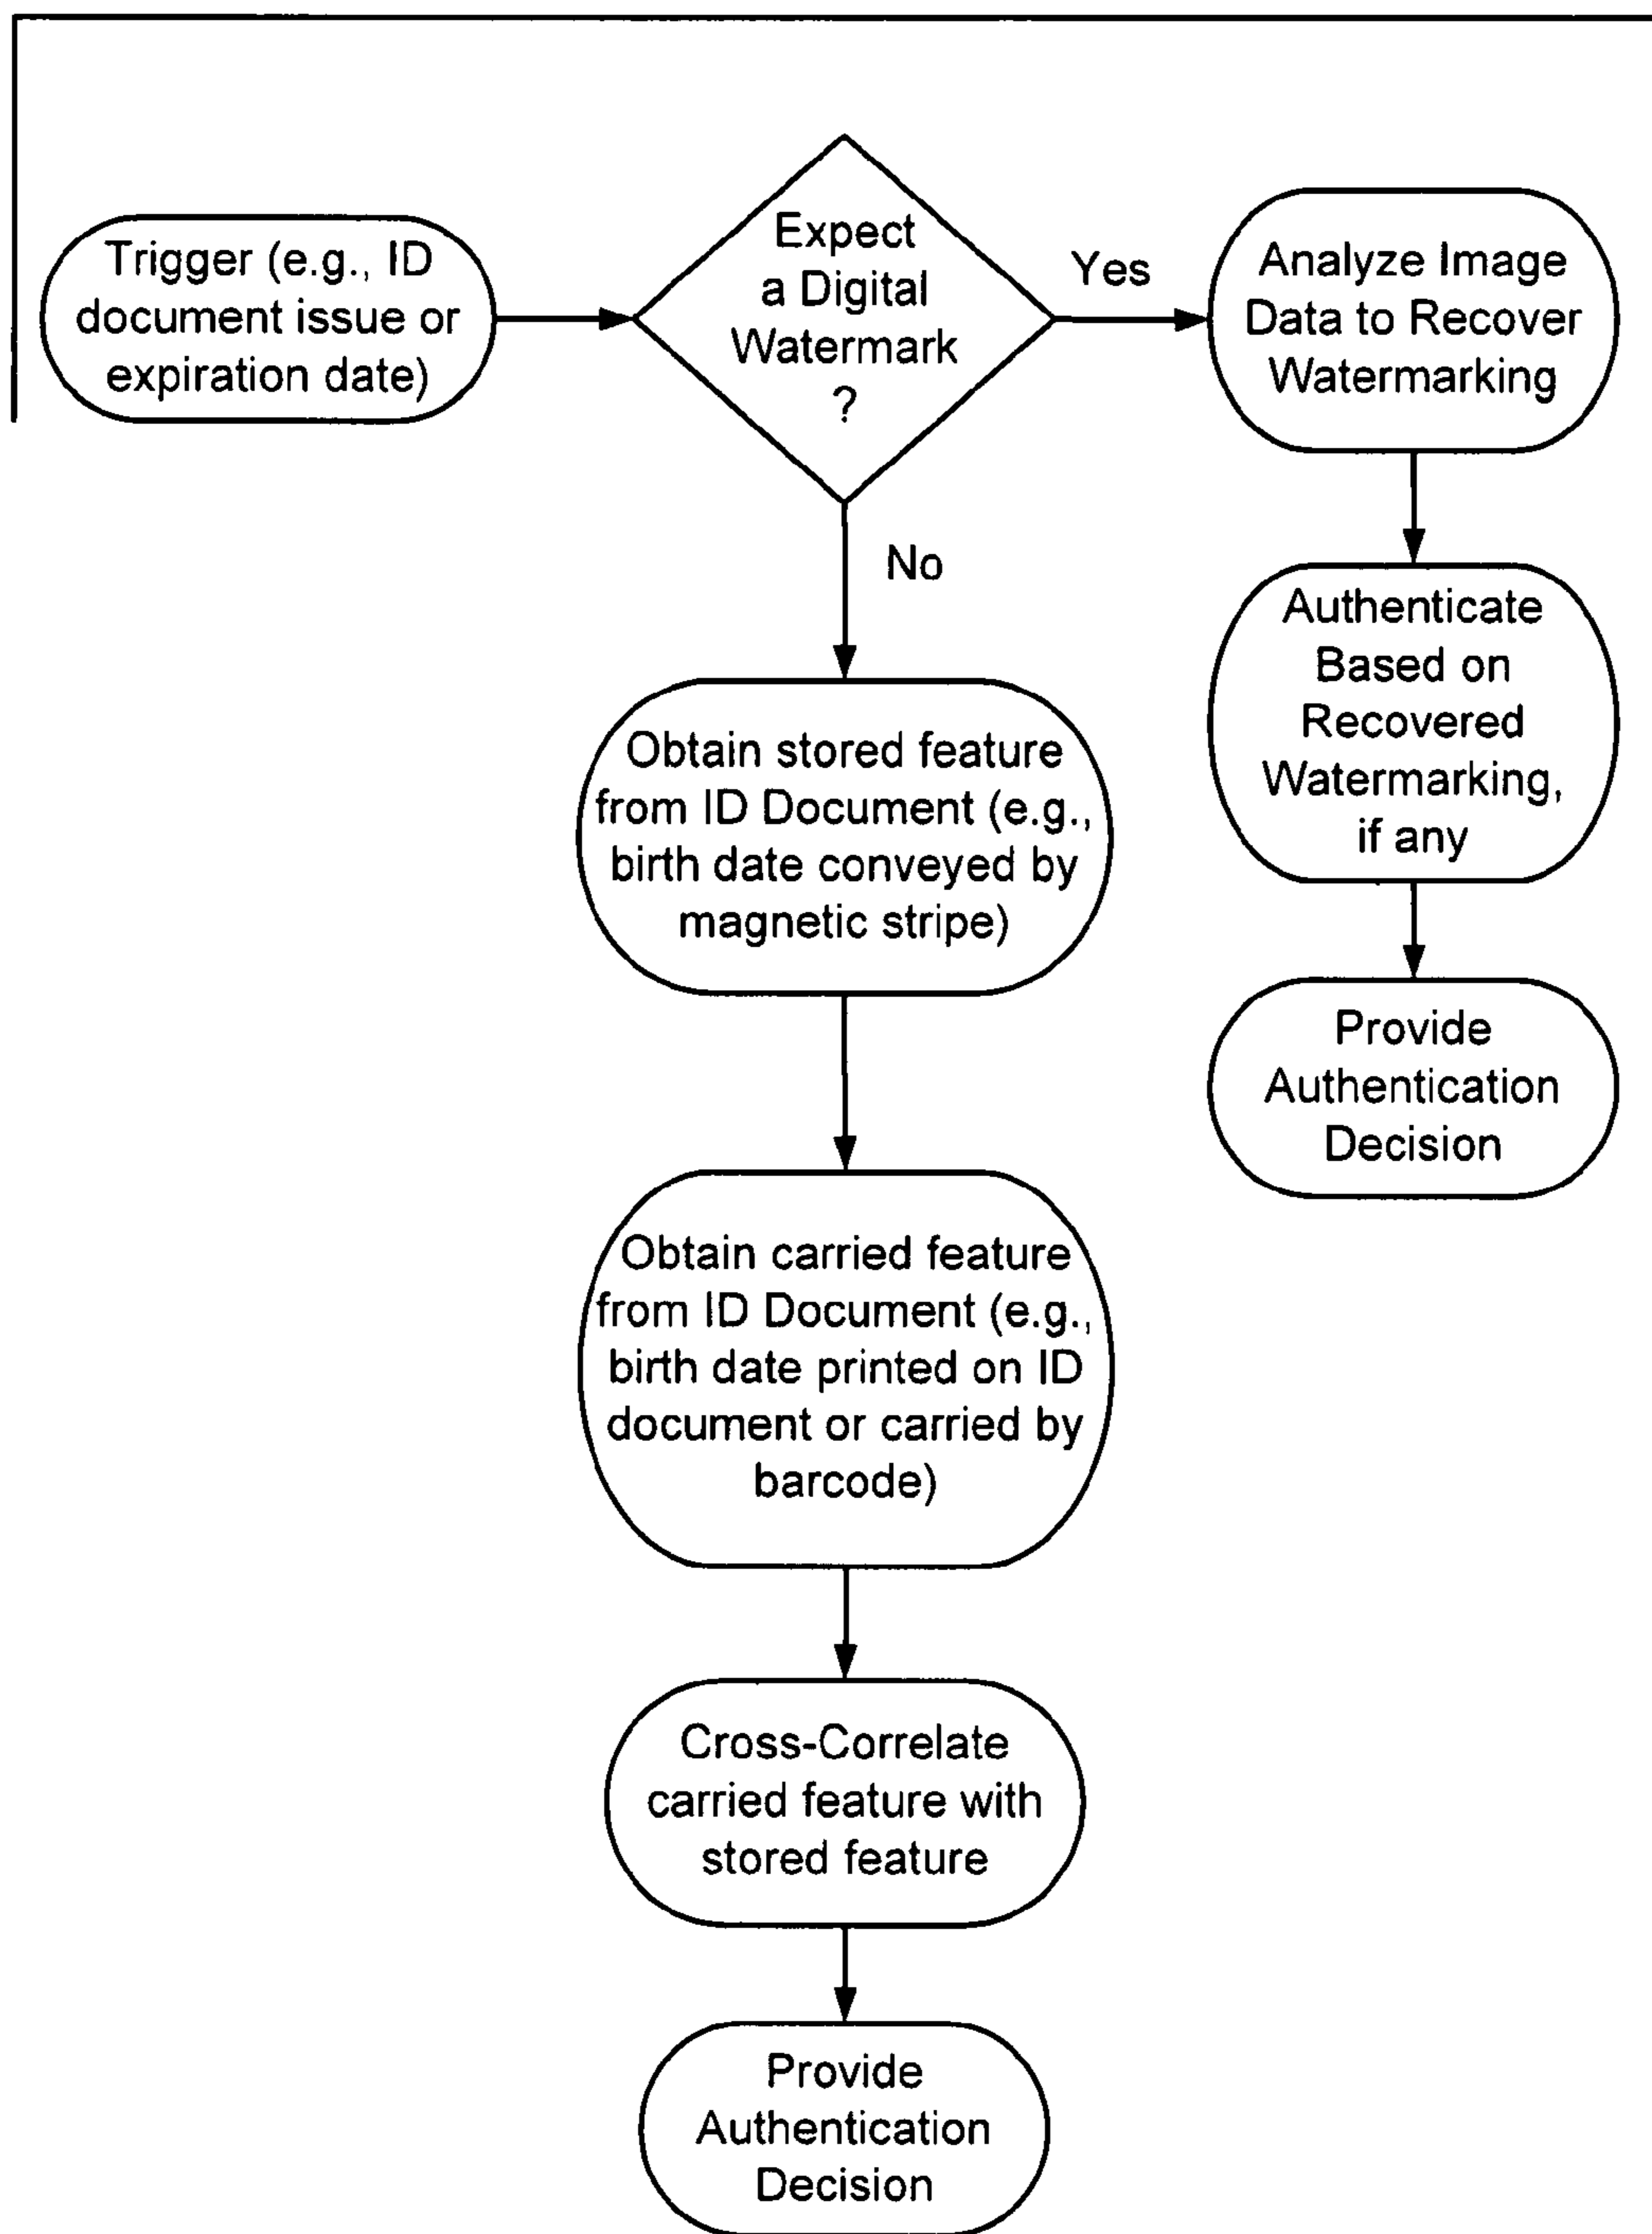 Trigger (e.g., ID
document issue or
expiration date)
Expect
a Digital
Watermark
?
Yes
Analyze Image
Data to Recover
Watermarking
No
Authenticate
Based on
Recovered
Watermarking,
if any
Provide
Authentication
Decision
Obtain stored feature
from ID Document (e.g.,
birth date conveyed by
magnetic stripe)
Obtain carried feature
from ID Document (e.g.,
birth date printed on ID
document or carried by
barcode)
Cross-Correlate
carried feature with
stored feature
Provide
Authentication
Decision